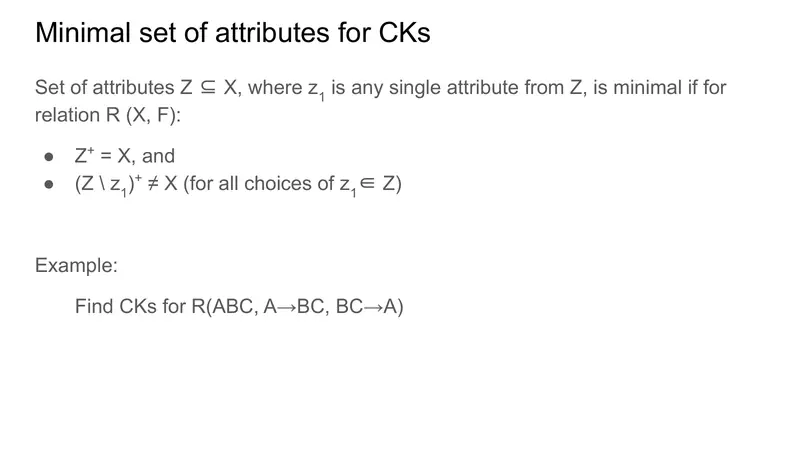 Minimal set of attributes for CKs
Set of attributes Z ⊆ X, where z₁ is any single attribute from Z, is minimal if for
relation R (X, F):
● Z⁺ = X, and
● (Z \ z₁)⁺ ≠ X (for all choices of z₁∈ Z)
Example:
Find CKs for R(ABC, A→BC, BC→A)